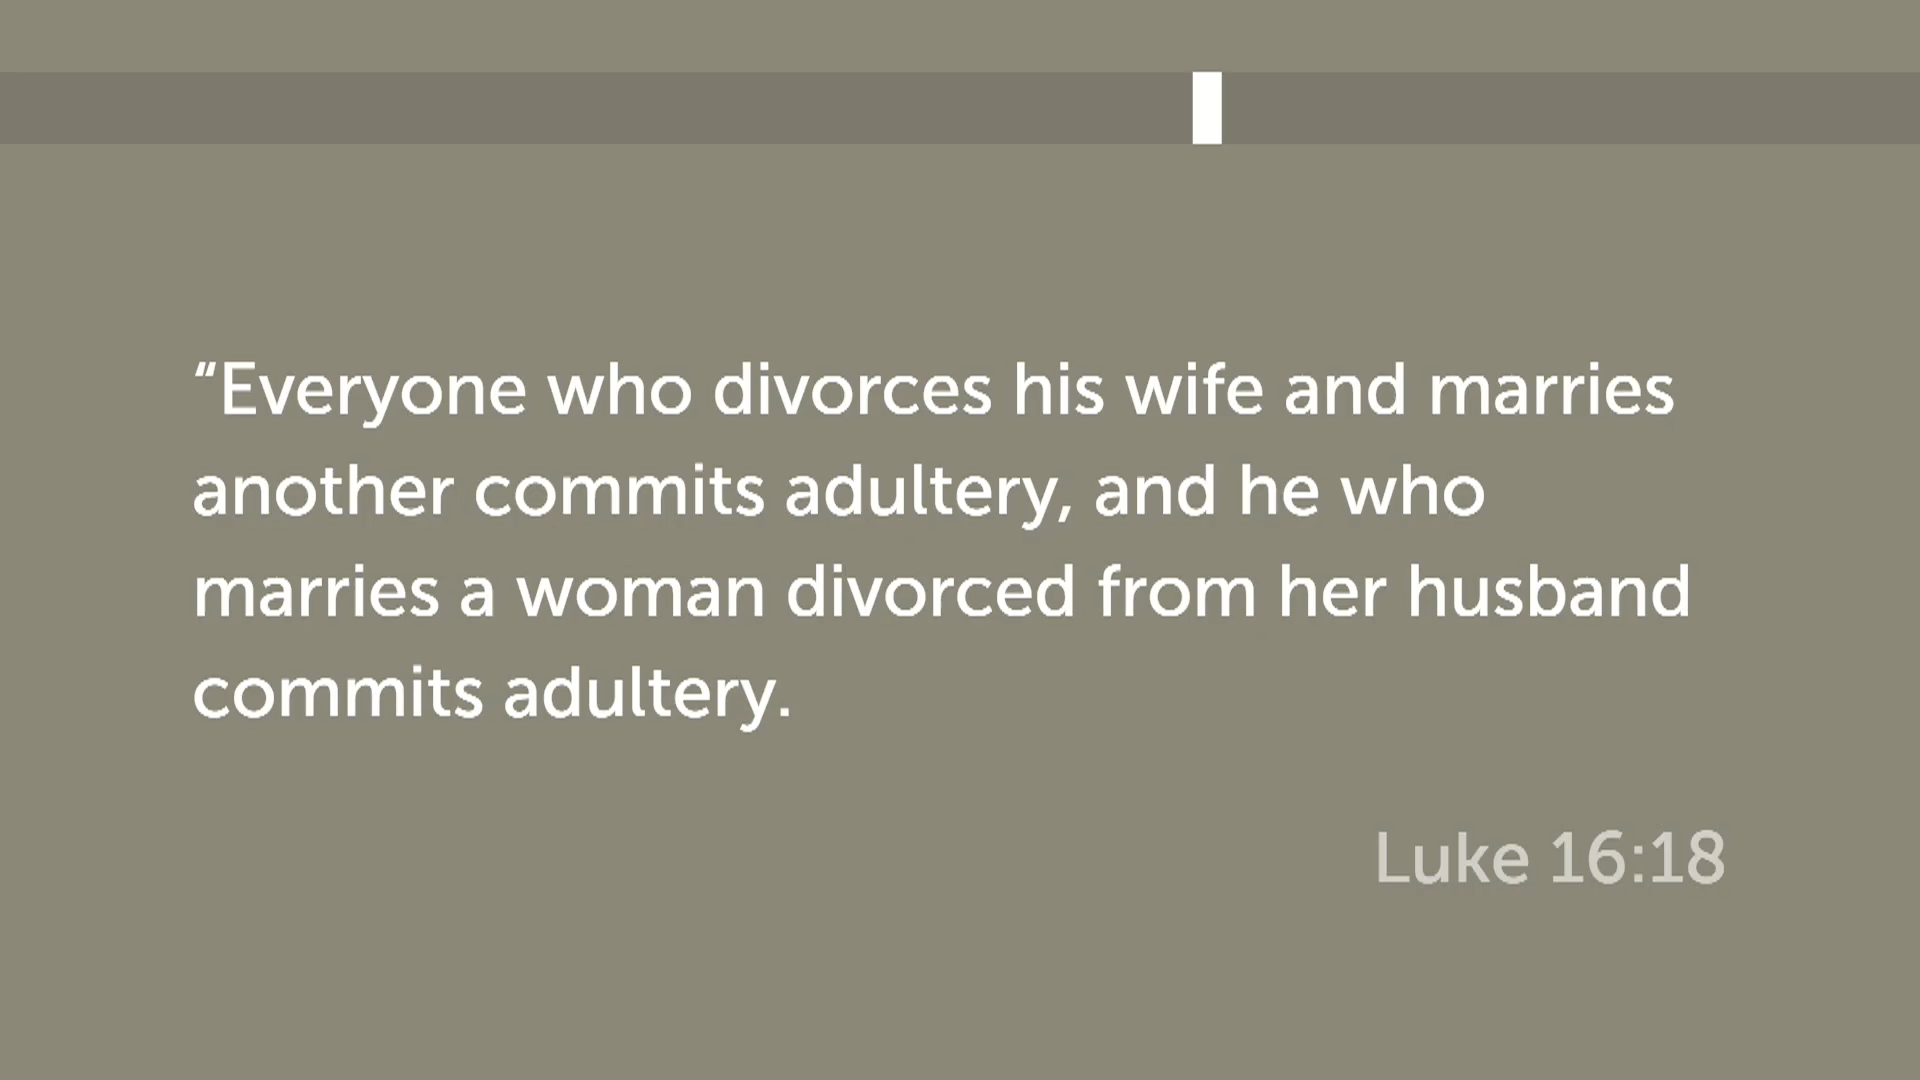 “Everyone who divorces his wife and marries
another commits adultery, and he who
marries a woman divorced from her husband
commits adultery.
Luke 16:18